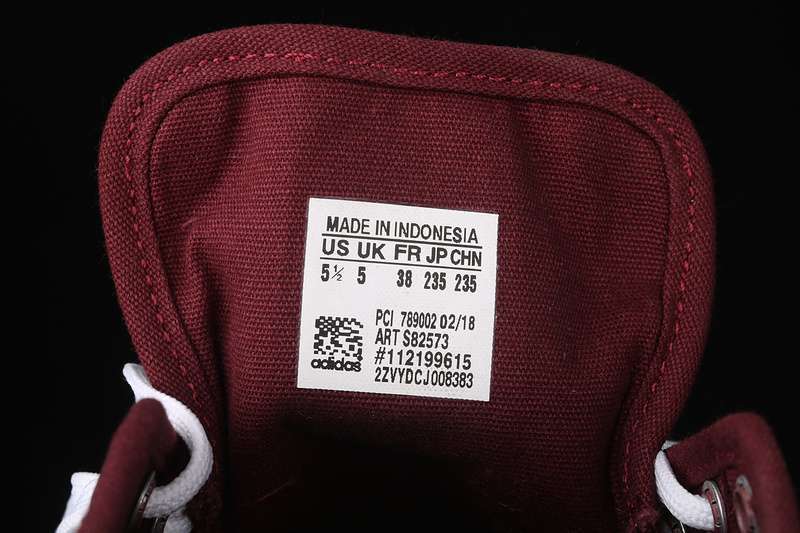 MADE IN INDONESIA
US UK FR JP CHN
5½ 5 38 235 235
PCI 789002 02/18
ART S82573
#112199615
adidas 2ZVYDCJ008383